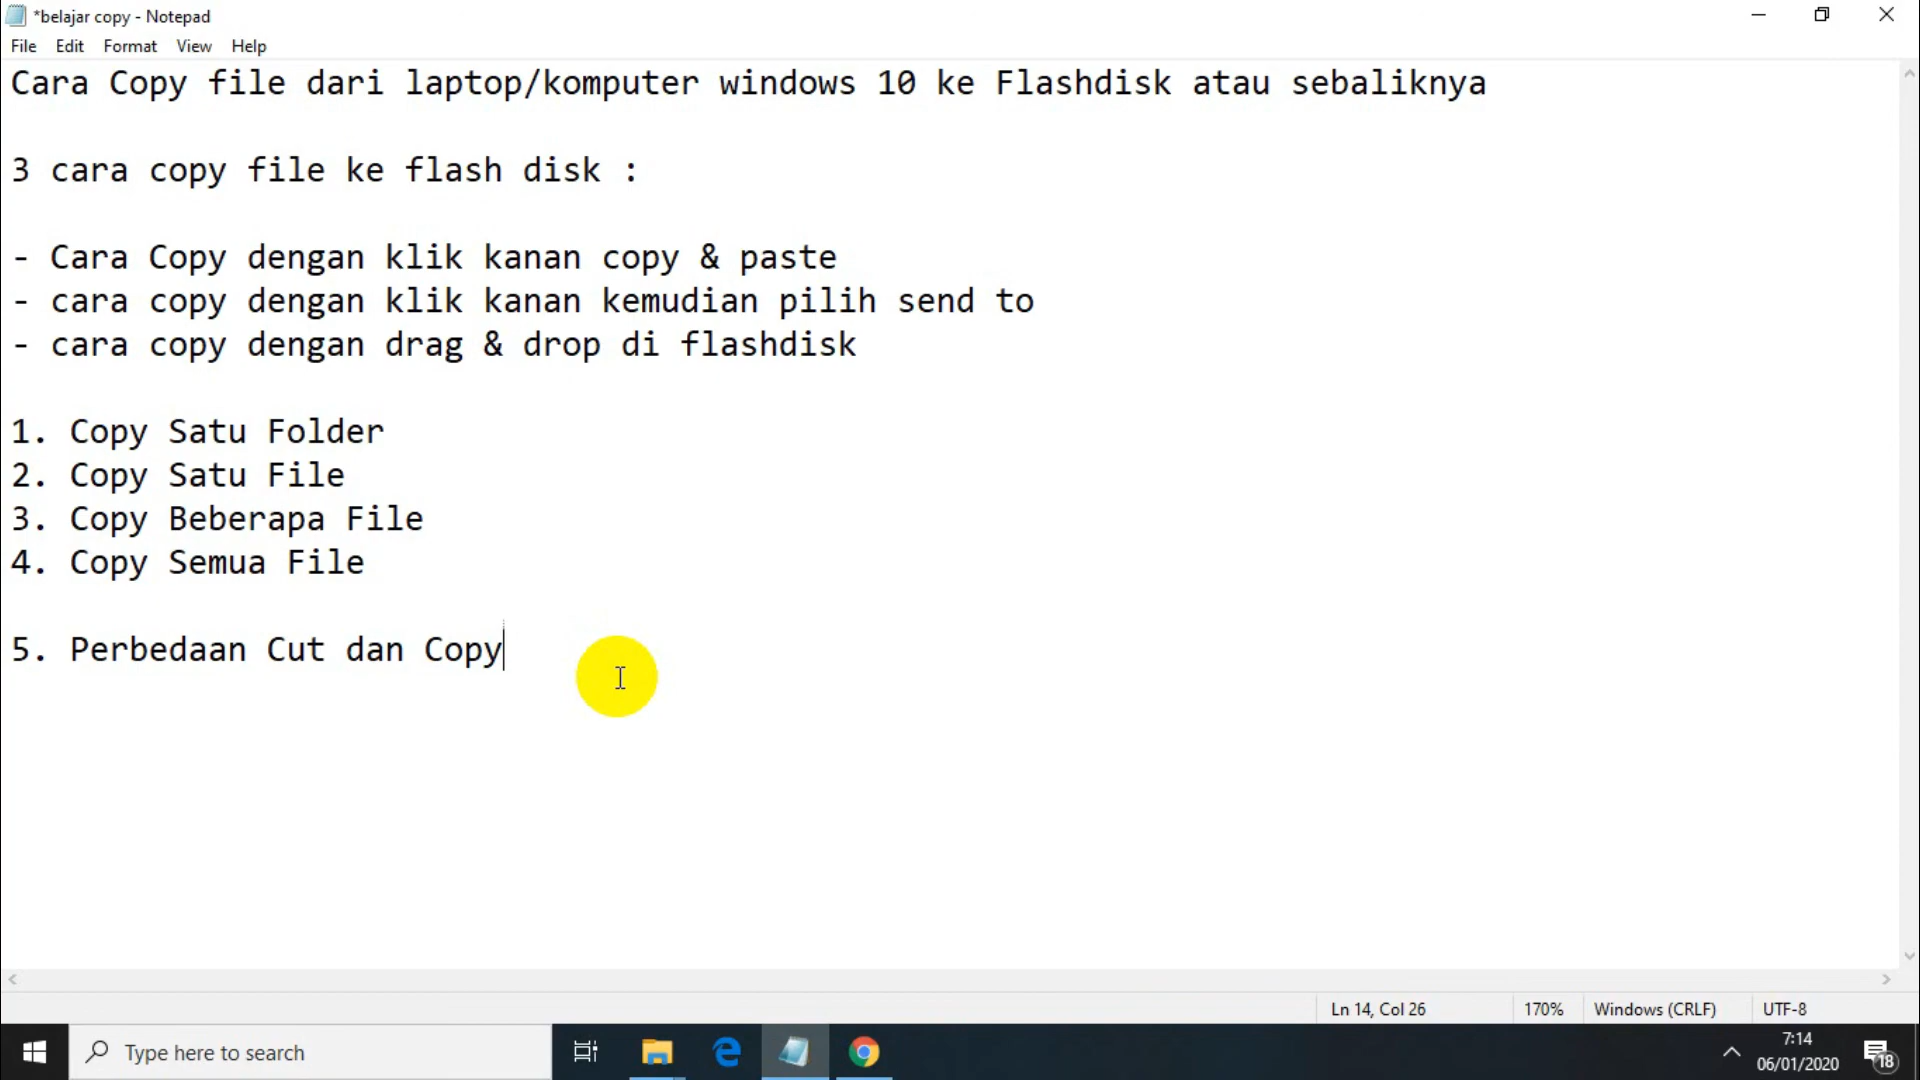 *belajar copy - Notepad
File Edit Format View Help
Cara Copy file dari laptop/komputer windows 10 ke Flashdisk atau sebaliknya
3 cara copy file ke flash disk :
- Cara Copy dengan klik kanan copy & paste
- cara copy dengan klik kanan kemudian pilih send to
- cara copy dengan drag & drop di flashdisk
1. Copy Satu Folder
2. Copy Satu File
3. Copy Beberapa File
4. Copy Semua File
5. Perbedaan Cut dan Copy
Ln 14, Col 26 170% Windows (CRLF) UTF-8
Type here to search
7:14
06/01/2020
18